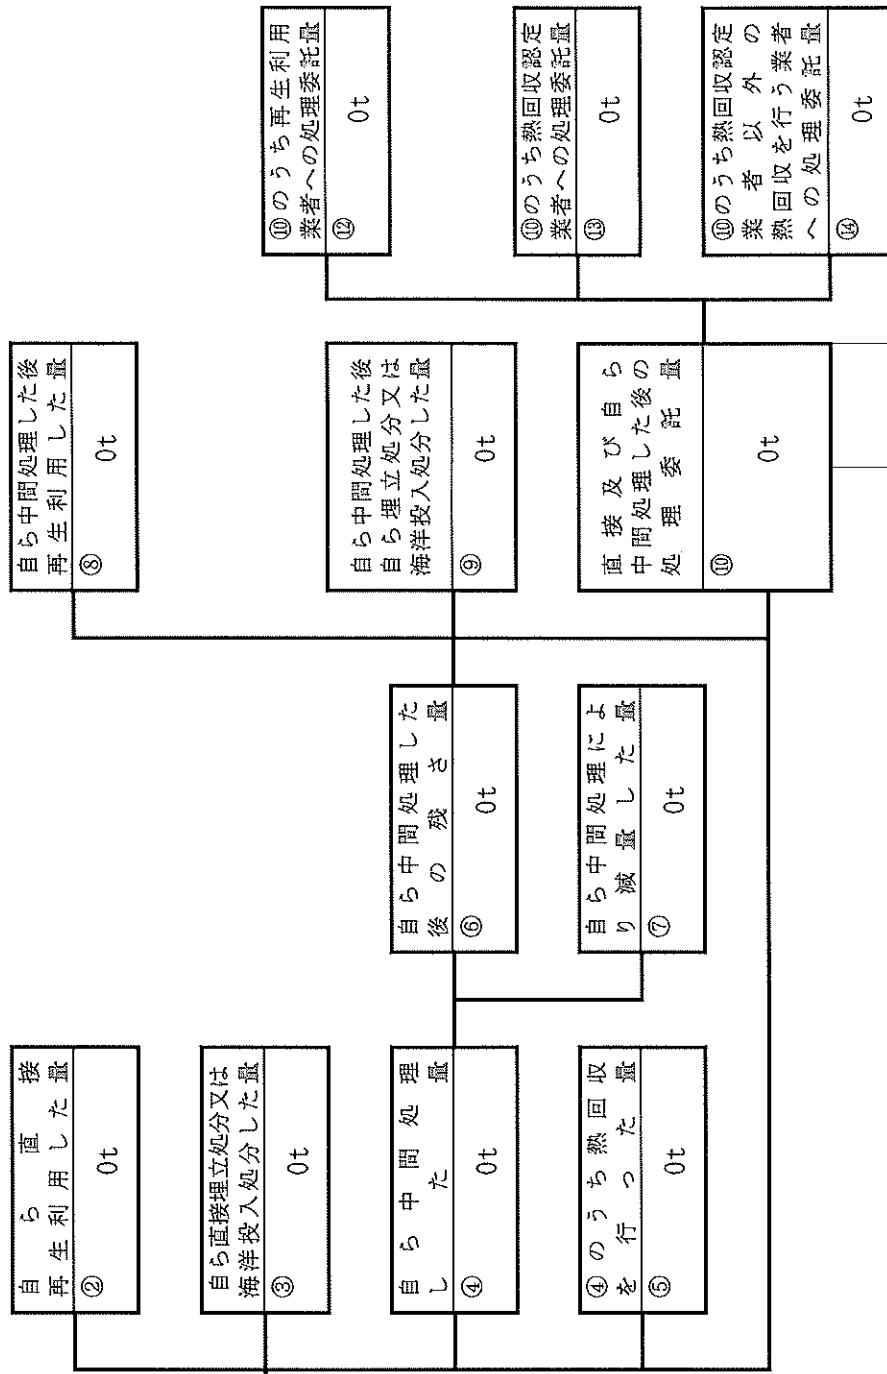 自ら直接
再生利用した量
②
0t
自ら直接埋立処分又は
海洋投入処分した量
③
0t
自ら中間処理
した量
④
0t
④のうち熱回収
を行った量
⑤
0t
自ら中間処理した
後の残さ量
⑥
0t
自ら中間処理によ
り減量した量
⑦
0t
自ら中間処理した後
再生利用した量
⑧
0t
自ら中間処理した後
自ら埋立処分又は
海洋投入処分した量
⑨
0t
直接及び自ら
中間処理した後の
処理委託量
⑩
0t
⑩のうち再生利用
業者への処理委託量
⑫
0t
⑩のうち熱回収認定
業者への処理委託量
⑬
0t
⑩のうち熱回収認定
業者以外の
熱回収を行う業者
への処理委託量
⑭
0t